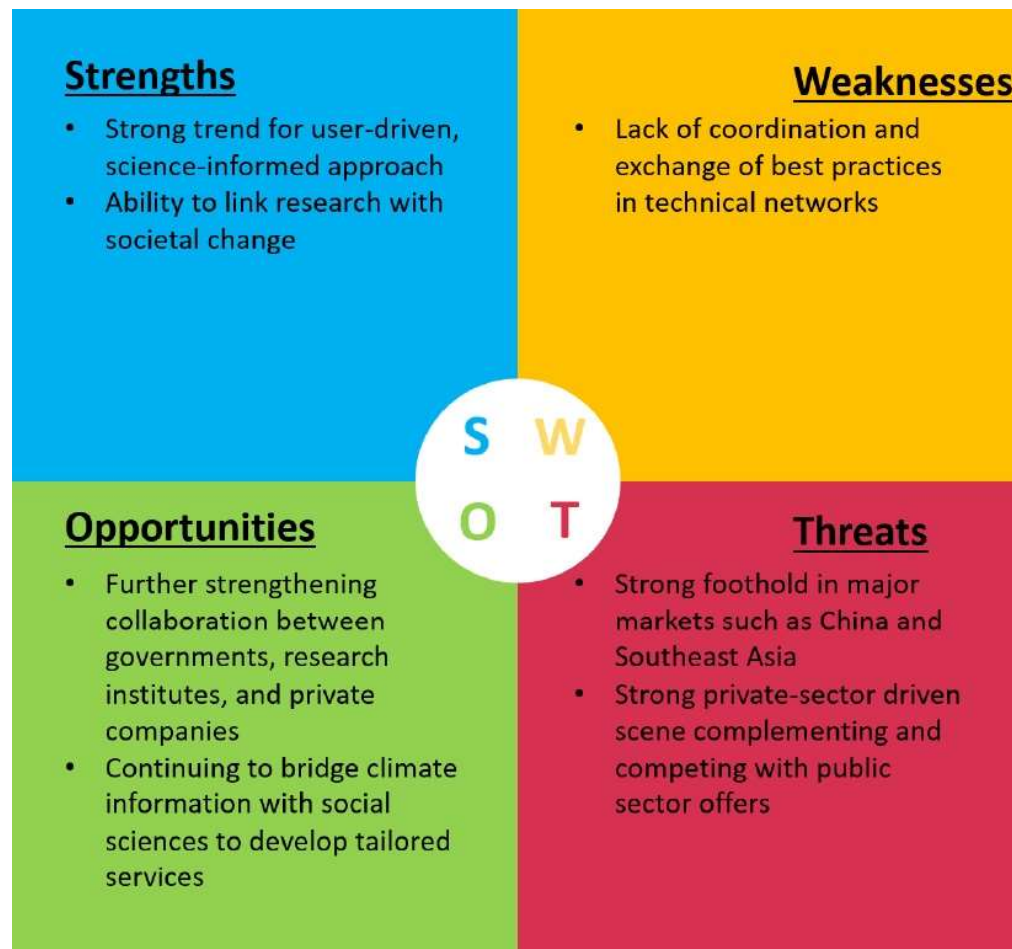 Strengths
• Strong trend for user-driven,
science-informed approach
• Ability to link research with
societal change
Weaknesses
• Lack of coordination and
exchange of best practices
in technical networks
S W
O T
Opportunities
• Further strengthening
collaboration between
governments, research
institutes, and private
companies
• Continuing to bridge climate
information with social
sciences to develop tailored
services
Threats
• Strong foothold in major
markets such as China and
Southeast Asia
• Strong private-sector driven
scene complementing and
competing with public
sector offers